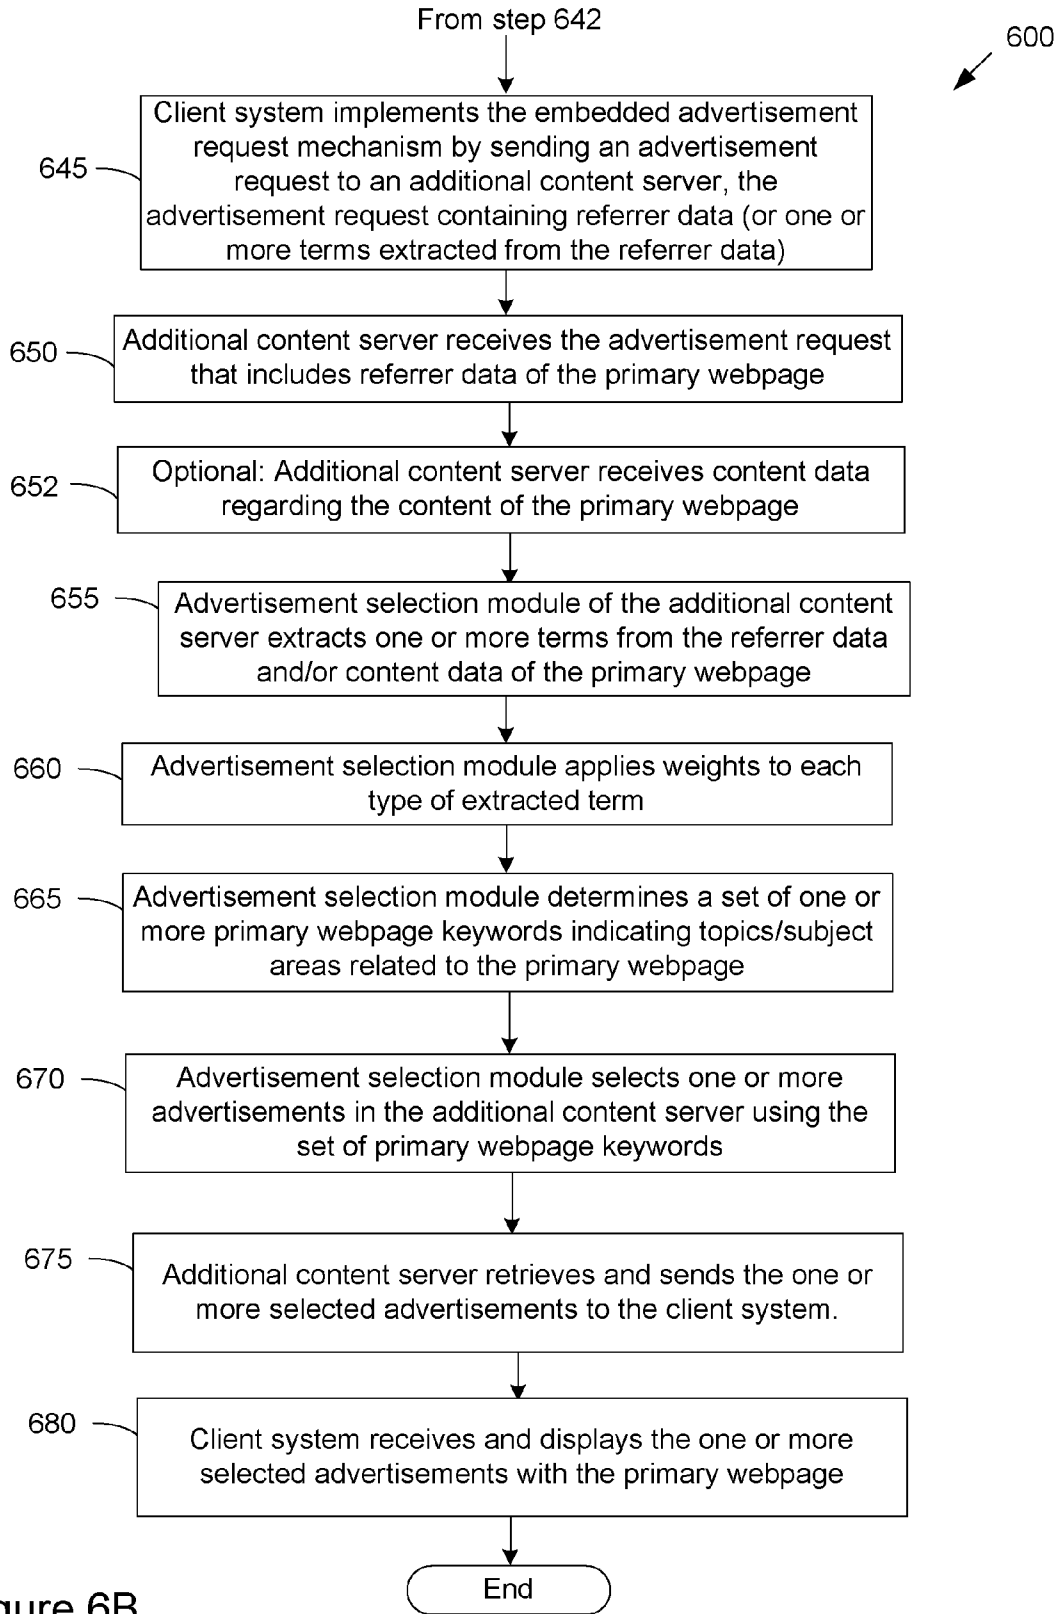 From step 642
600
645
Client system implements the embedded advertisement
request mechanism by sending an advertisement
request to an additional content server, the
advertisement request containing referrer data (or one or
more terms extracted from the referrer data)
650
Additional content server receives the advertisement request
that includes referrer data of the primary webpage
652
Optional: Additional content server receives content data
regarding the content of the primary webpage
655
Advertisement selection module of the additional content
server extracts one or more terms from the referrer data
and/or content data of the primary webpage
660
Advertisement selection module applies weights to each
type of extracted term
665
Advertisement selection module determines a set of one or
more primary webpage keywords indicating topics/subject
areas related to the primary webpage
670
Advertisement selection module selects one or more
advertisements in the additional content server using the
set of primary webpage keywords
675
Additional content server retrieves and sends the one or
more selected advertisements to the client system.
680
Client system receives and displays the one or more
selected advertisements with the primary webpage
End
gure 6B